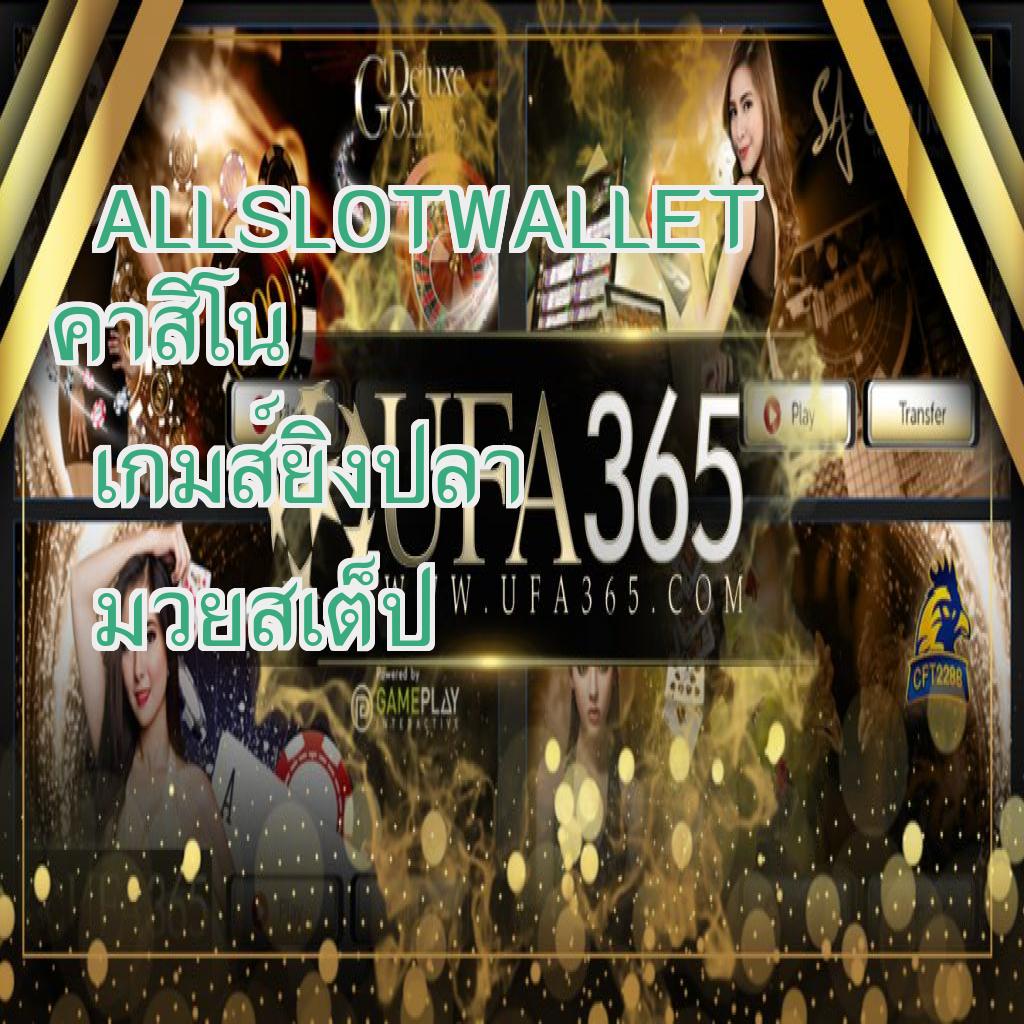 Deluxe
GOLD
SA
ALLSLOTWALLET
คาสิโน
Play
Transfer
เกมส์ยิงปลา
UFA365
มวยสเต็ป
WWW.UFA365.COM
Powered by
GAMEPLAY
INTERACTIVE
CFT2288
A